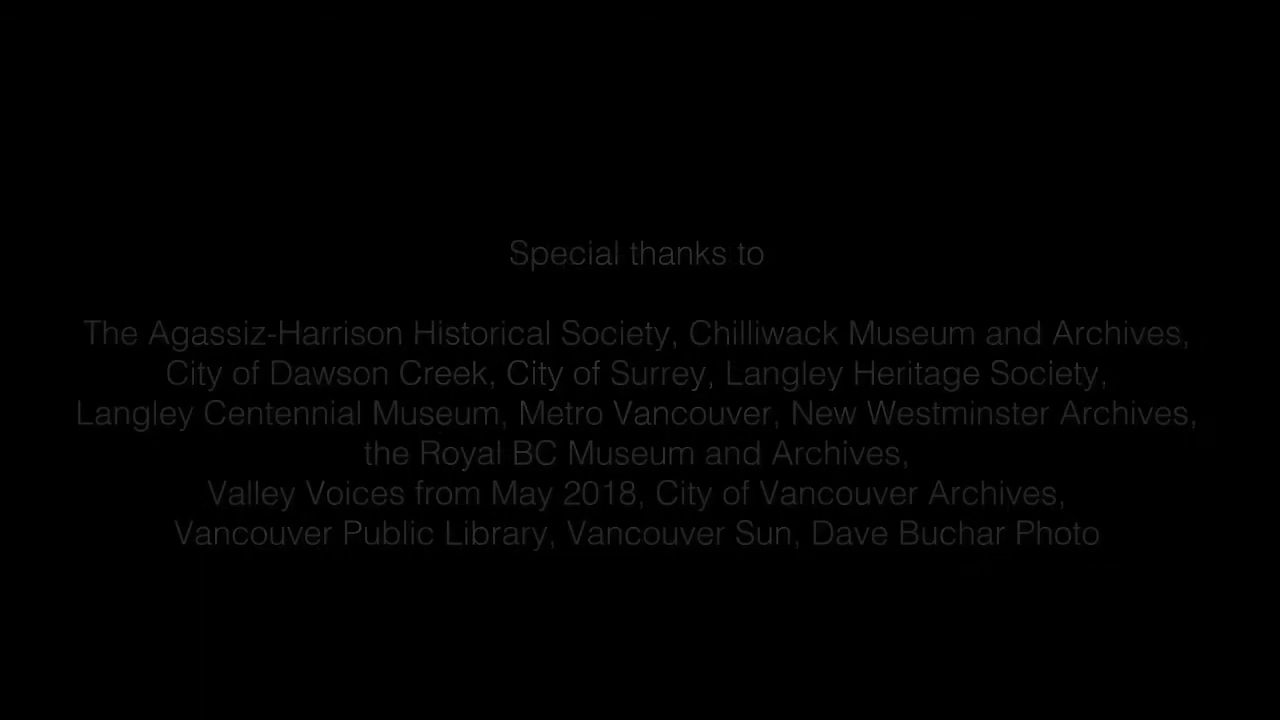 Special thanks to
The Agassiz-Harrison Historical Society, Chilliwack Museum and Archives,
City of Dawson Creek, City of Surrey, Langley Heritage Society,
Langley Centennial Museum, Metro Vancouver, New Westminster Archives,
the Royal BC Museum and Archives,
Valley Voices from May 2018, City of Vancouver Archives,
Vancouver Public Library, Vancouver Sun, Dave Buchar Photo